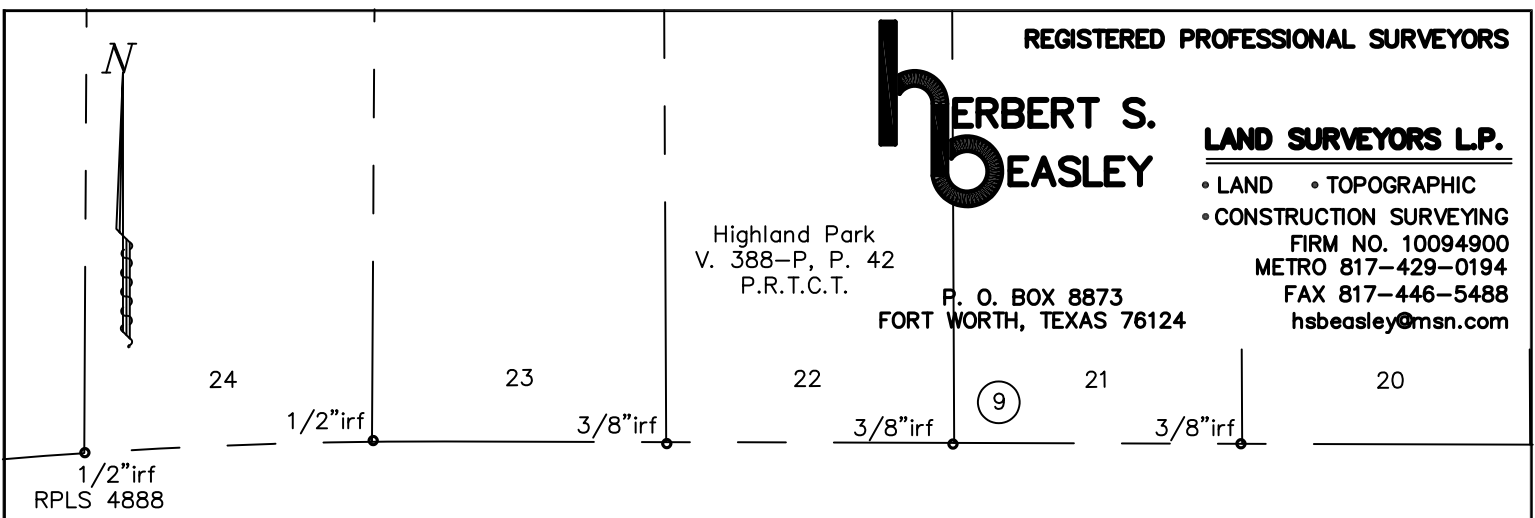 N
REGISTERED PROFESSIONAL SURVEYORS
hERBERT S.
bEASLEY
LAND SURVEYORS L.P.
• LAND • TOPOGRAPHIC
• CONSTRUCTION SURVEYING
FIRM NO. 10094900
METRO 817-429-0194
FAX 817-446-5488
hsbeasley@msn.com
P. O. BOX 8873
FORT WORTH, TEXAS 76124
Highland Park
V. 388-P, P. 42
P.R.T.C.T.
24
23
22
21
20
9
1/2"irf
3/8"irf
3/8"irf
3/8"irf
1/2"irf
RPLS 4888